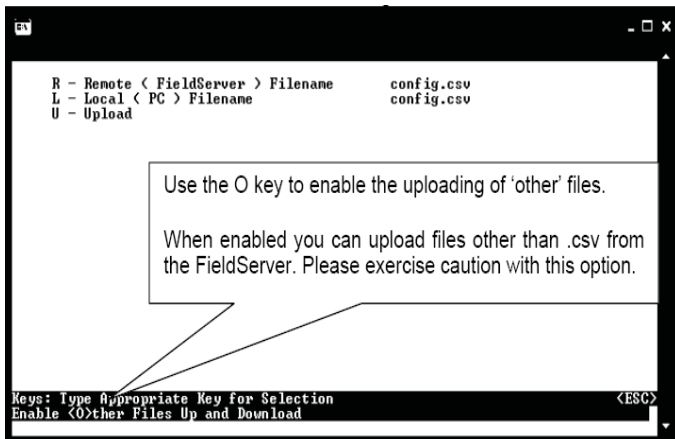 R - Remote ( FieldServer ) Filename config.csv
L - Local ( PC ) Filename config.csv
U - Upload
Use the O key to enable the uploading of ‘other’ files.
When enabled you can upload files other than .csv from
the FieldServer. Please exercise caution with this option.
Keys: Type Appropriate Key for Selection <ESC>
Enable <O>ther Files Up and Download